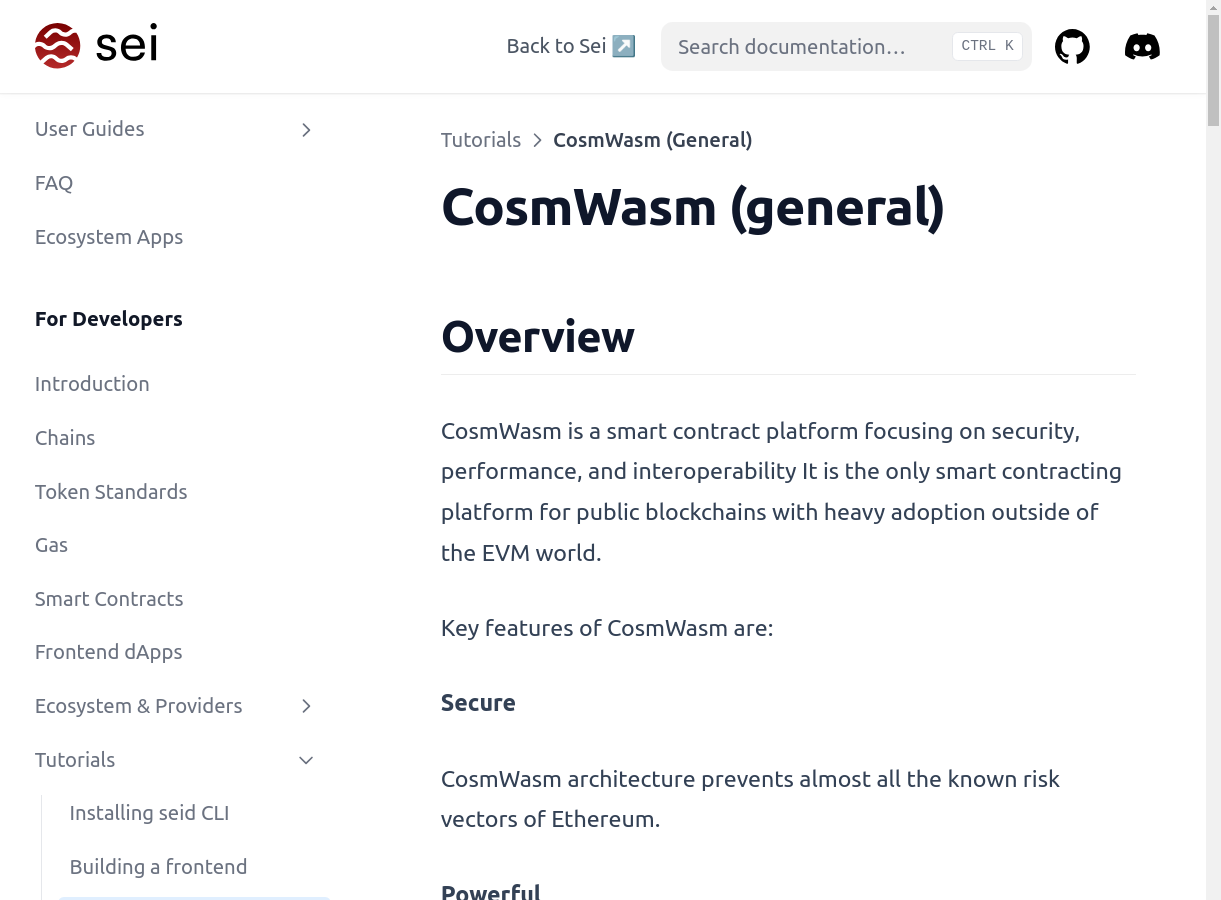 sei
Back to Sei ↗️
Search documentation…
CTRL K
User Guides
FAQ
Ecosystem Apps
For Developers
Introduction
Chains
Token Standards
Gas
Smart Contracts
Frontend dApps
Ecosystem & Providers
Tutorials
Installing seid CLI
Building a frontend
Tutorials > CosmWasm (General)
CosmWasm (general)
Overview
CosmWasm is a smart contract platform focusing on security,
performance, and interoperability It is the only smart contracting
platform for public blockchains with heavy adoption outside of
the EVM world.
Key features of CosmWasm are:
Secure
CosmWasm architecture prevents almost all the known risk
vectors of Ethereum.
Powerful